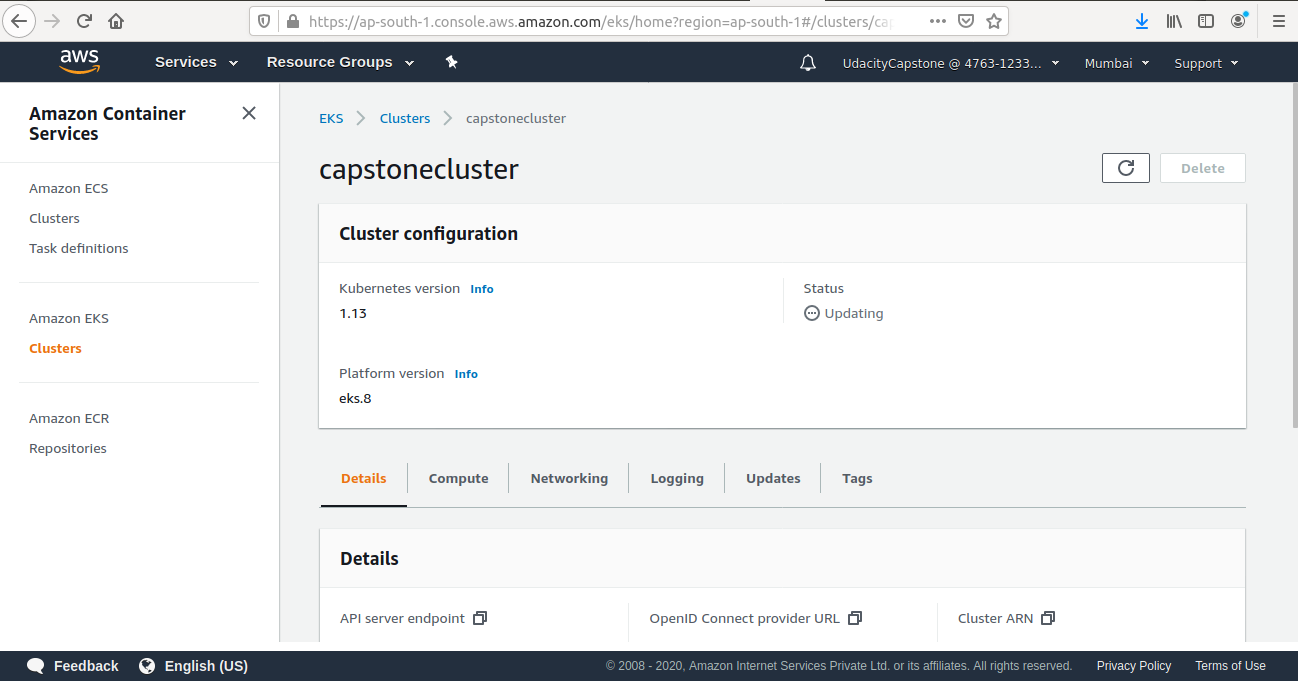 https://ap-south-1.console.aws.amazon.com/eks/home?region=ap-south-1#/clusters/cap
aws Services Resource Groups UdacityCapstone @ 4763-1233... Mumbai Support
Amazon Container
Services
Amazon ECS
Clusters
Task definitions
Amazon EKS
Clusters
Amazon ECR
Repositories
EKS Clusters capstonecluster
capstonecluster
Delete
Cluster configuration
Kubernetes version Info
1.13
Status
Updating
Platform version Info
eks.8
Details Compute Networking Logging Updates Tags
Details
API server endpoint OpenID Connect provider URL Cluster ARN
Feedback English (US) © 2008 - 2020, Amazon Internet Services Private Ltd. or its affiliates. All rights reserved. Privacy Policy Terms of Use